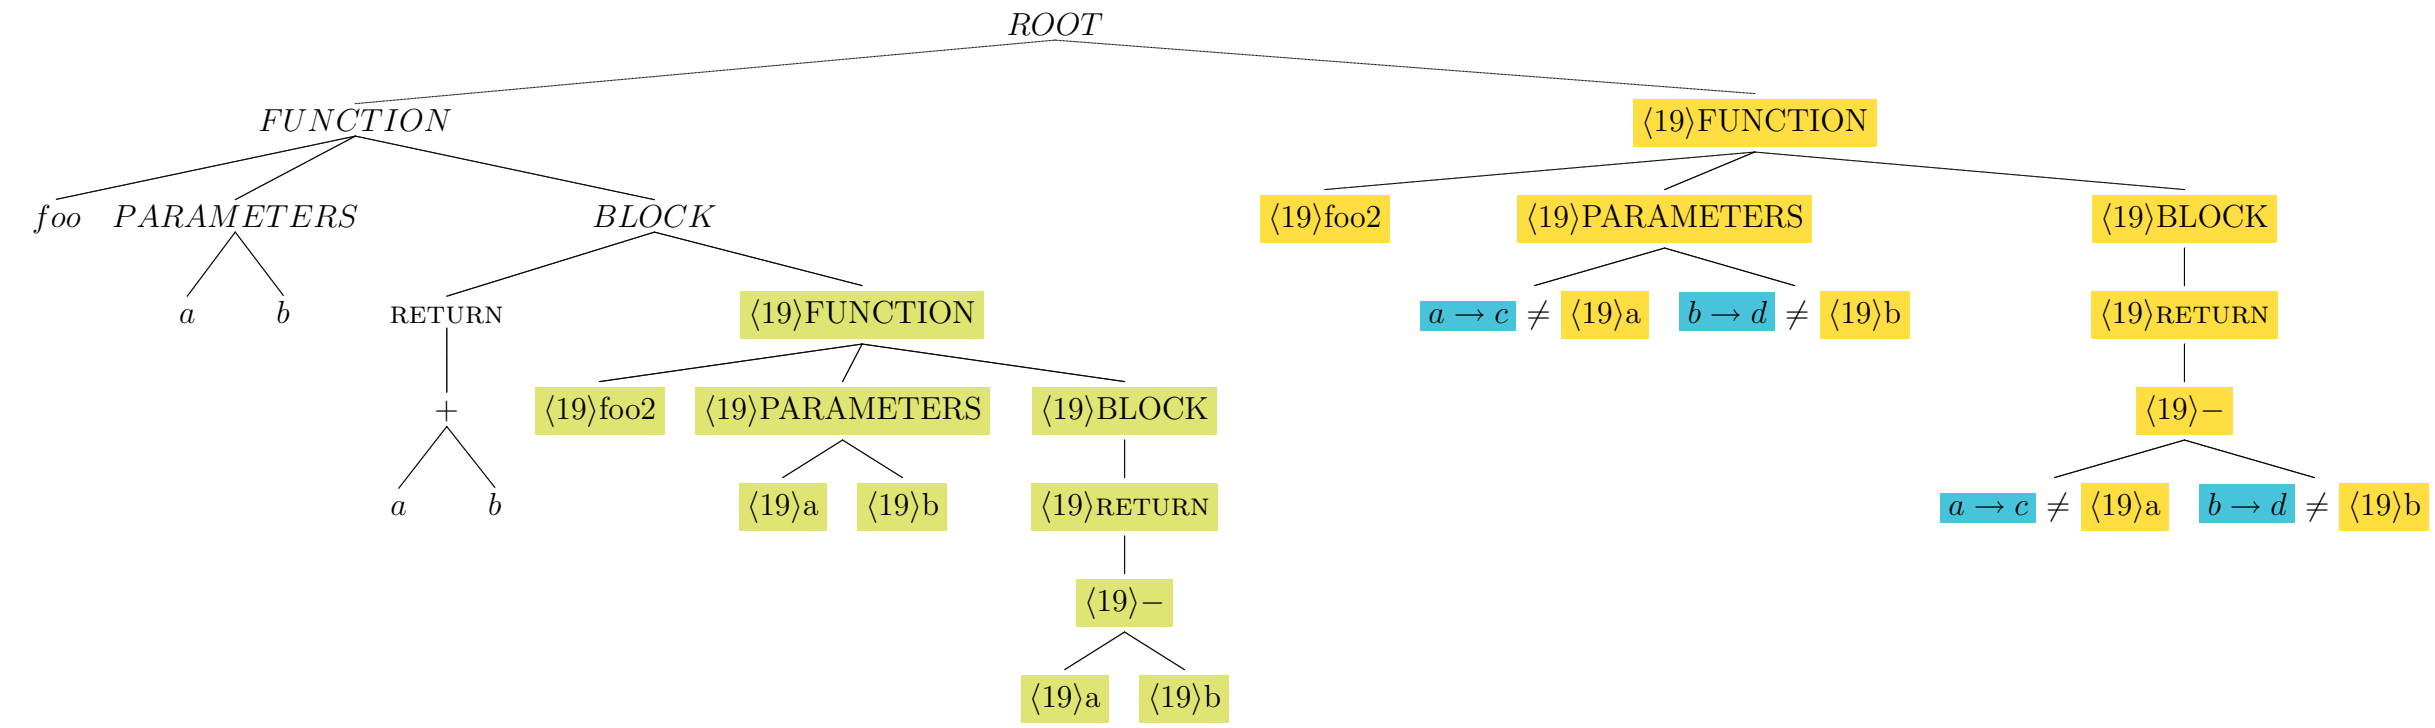 ROOT
FUNCTION ⟨19⟩FUNCTION
foo PARAMETERS BLOCK ⟨19⟩foo2 ⟨19⟩PARAMETERS ⟨19⟩BLOCK
a b RETURN ⟨19⟩FUNCTION a → c ≠ ⟨19⟩a b → d ≠ ⟨19⟩b ⟨19⟩RETURN
+ ⟨19⟩foo2 ⟨19⟩PARAMETERS ⟨19⟩BLOCK ⟨19⟩−
a b ⟨19⟩a ⟨19⟩b ⟨19⟩RETURN a → c ≠ ⟨19⟩a b → d ≠ ⟨19⟩b
⟨19⟩−
⟨19⟩a ⟨19⟩b